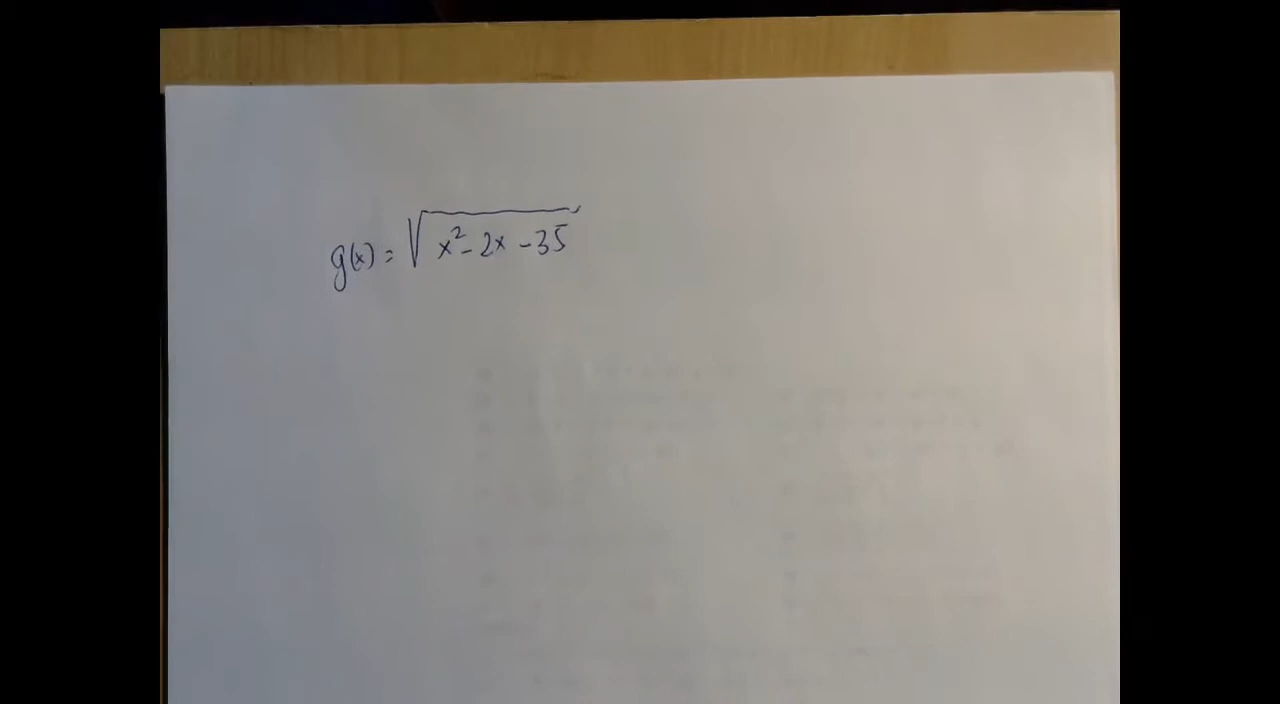 g(x) = √x² - 2x - 35